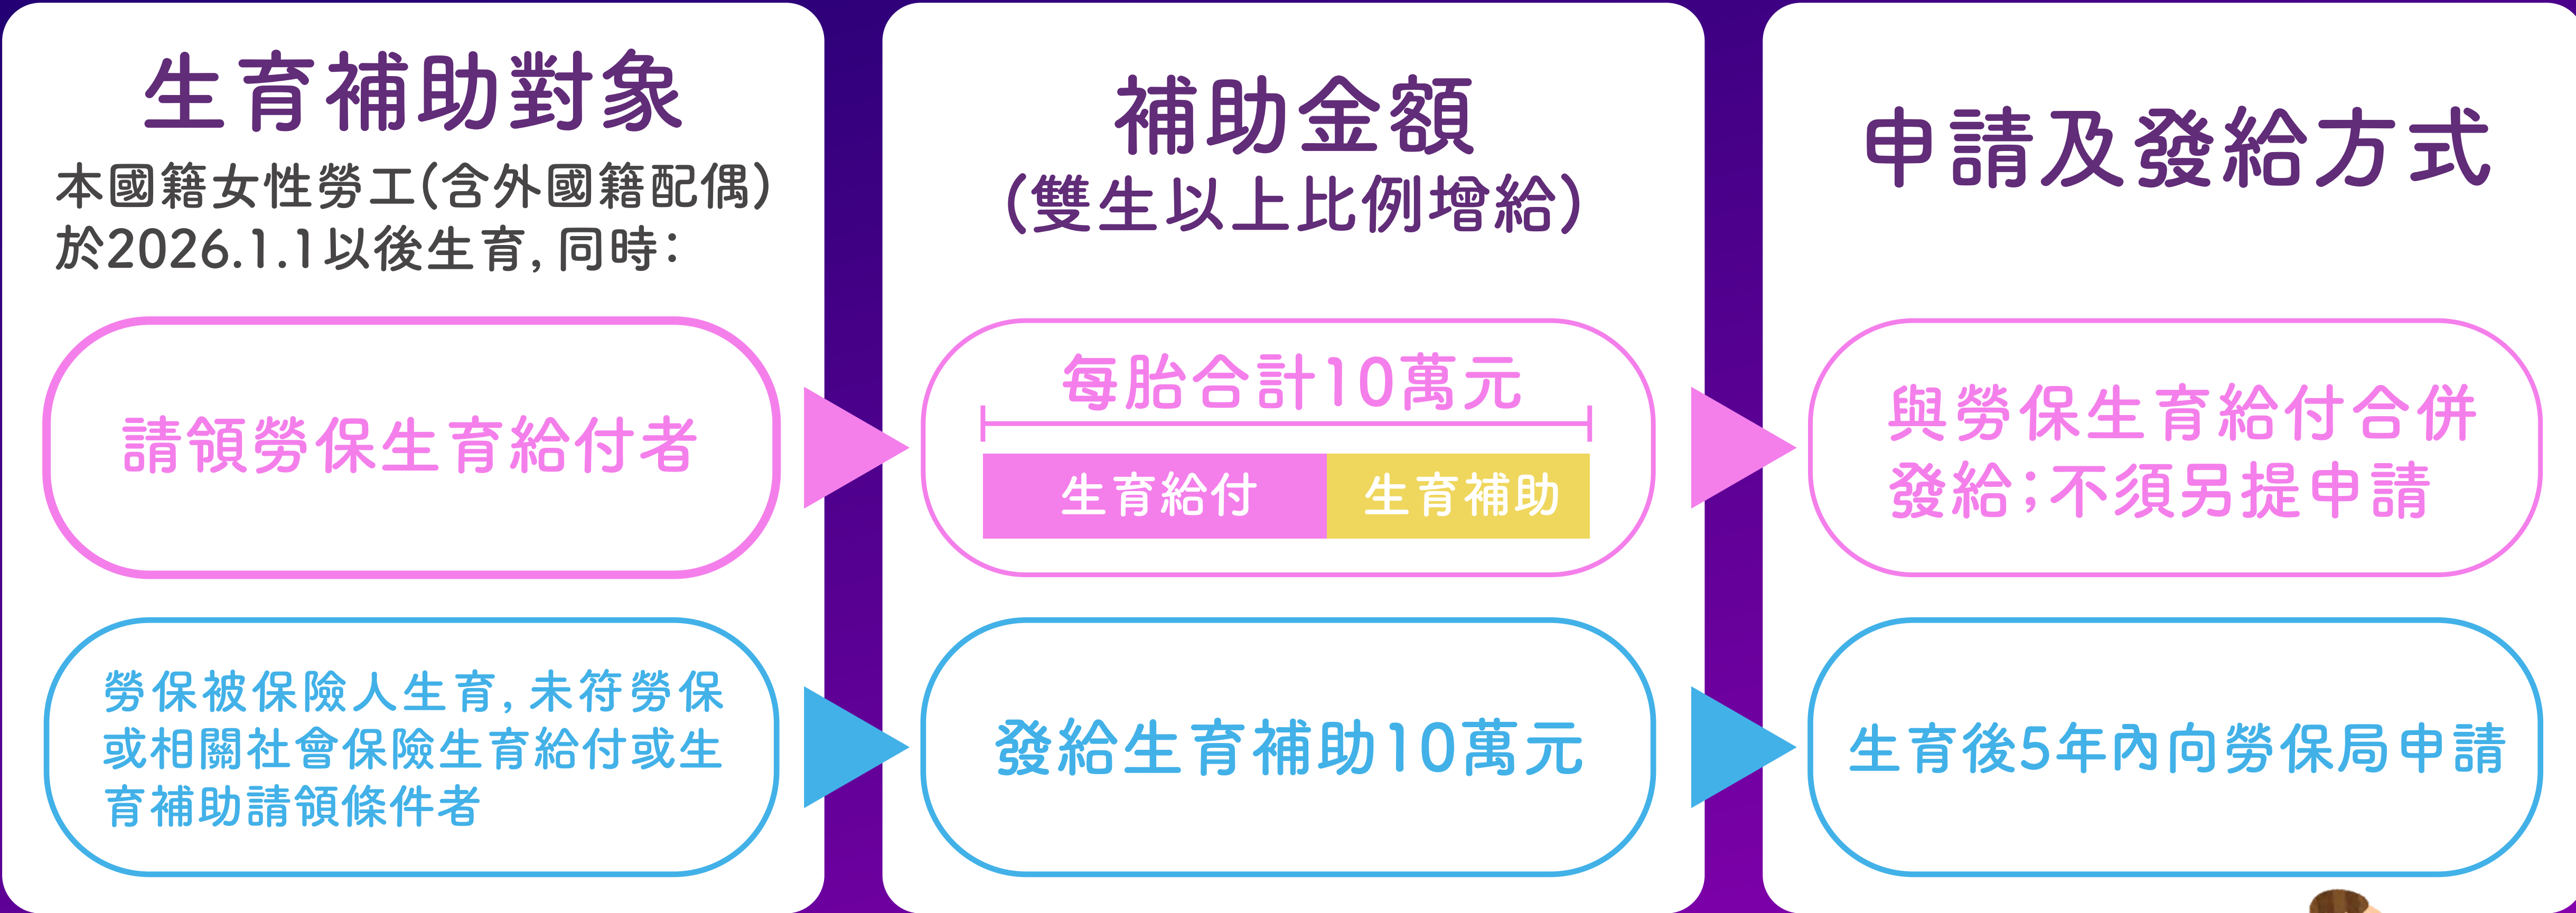 生育補助對象
本國籍女性勞工(含外國籍配偶)
於2026.1.1以後生育,同時:
請領勞保生育給付者
勞保被保險人生育,未符勞保
或相關社會保險生育給付或生
育補助請領條件者
補助金額
(雙生以上比例增給)
每胎合計10萬元
生育給付
生育補助
發給生育補助10萬元
申請及發給方式
與勞保生育給付合併
發給;不須另提申請
生育後5年內向勞保局申請